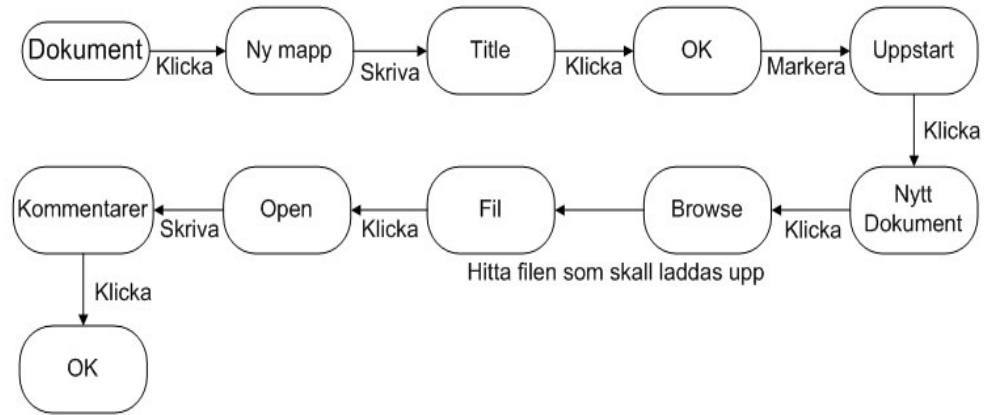 Dokument
Klicka
Ny mapp
Skriva
Title
Klicka
OK
Markera
Uppstart
Klicka
Nytt
Dokument
Klicka
Browse
Hitta filen som skall laddas upp
Fil
Klicka
Open
Skriva
Kommentarer
Klicka
OK